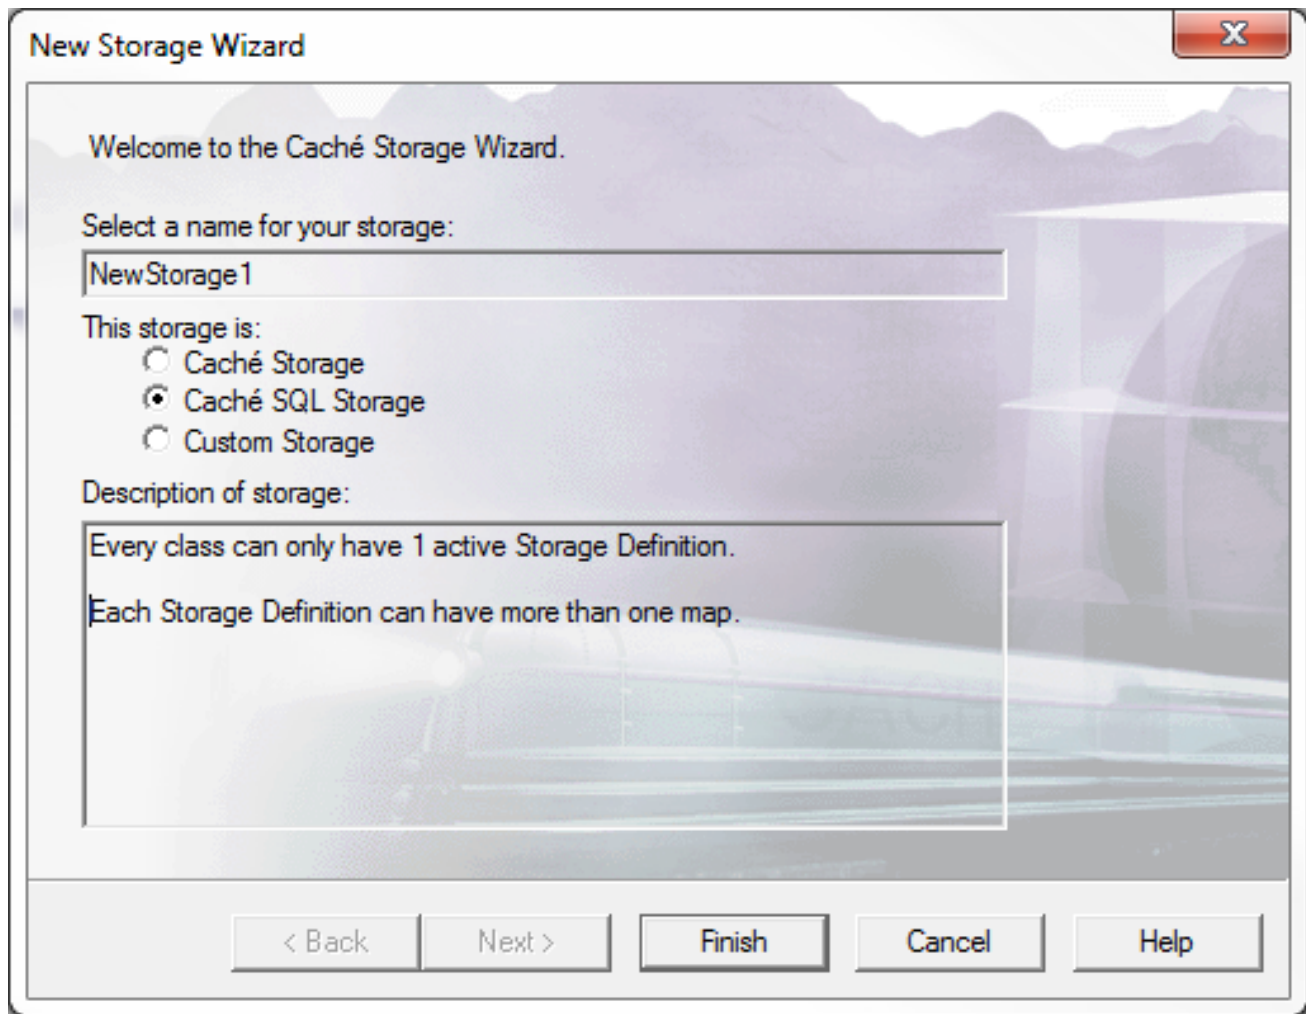 New Storage Wizard
Welcome to the Caché Storage Wizard.
Select a name for your storage:
NewStorage1
This storage is:
Caché Storage
Caché SQL Storage
Custom Storage
Description of storage:
Every class can only have 1 active Storage Definition.
Each Storage Definition can have more than one map.
CACH
< Back
Next >
Finish
Cancel
Help